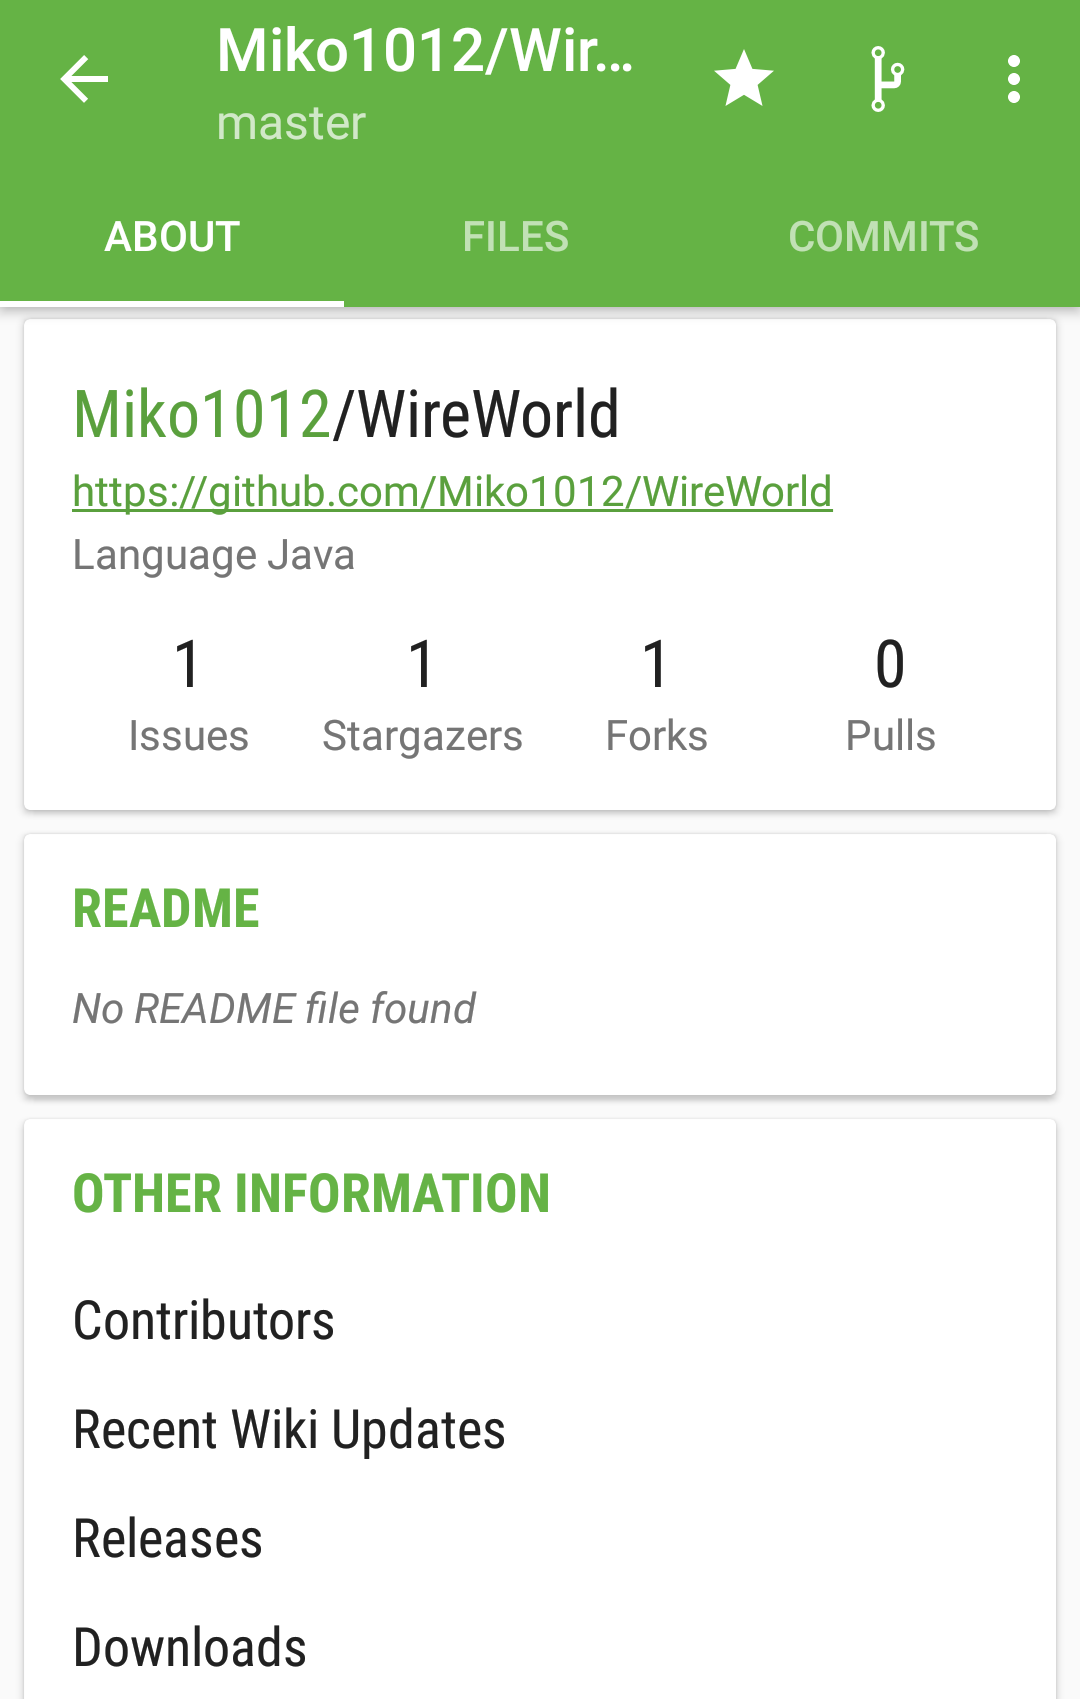 Miko1012/Wir...
master
ABOUT FILES COMMITS
Miko1012/WireWorld
https://github.com/Miko1012/WireWorld
Language Java
1 1 1 0
Issues Stargazers Forks Pulls
README
No README file found
OTHER INFORMATION
Contributors
Recent Wiki Updates
Releases
Downloads